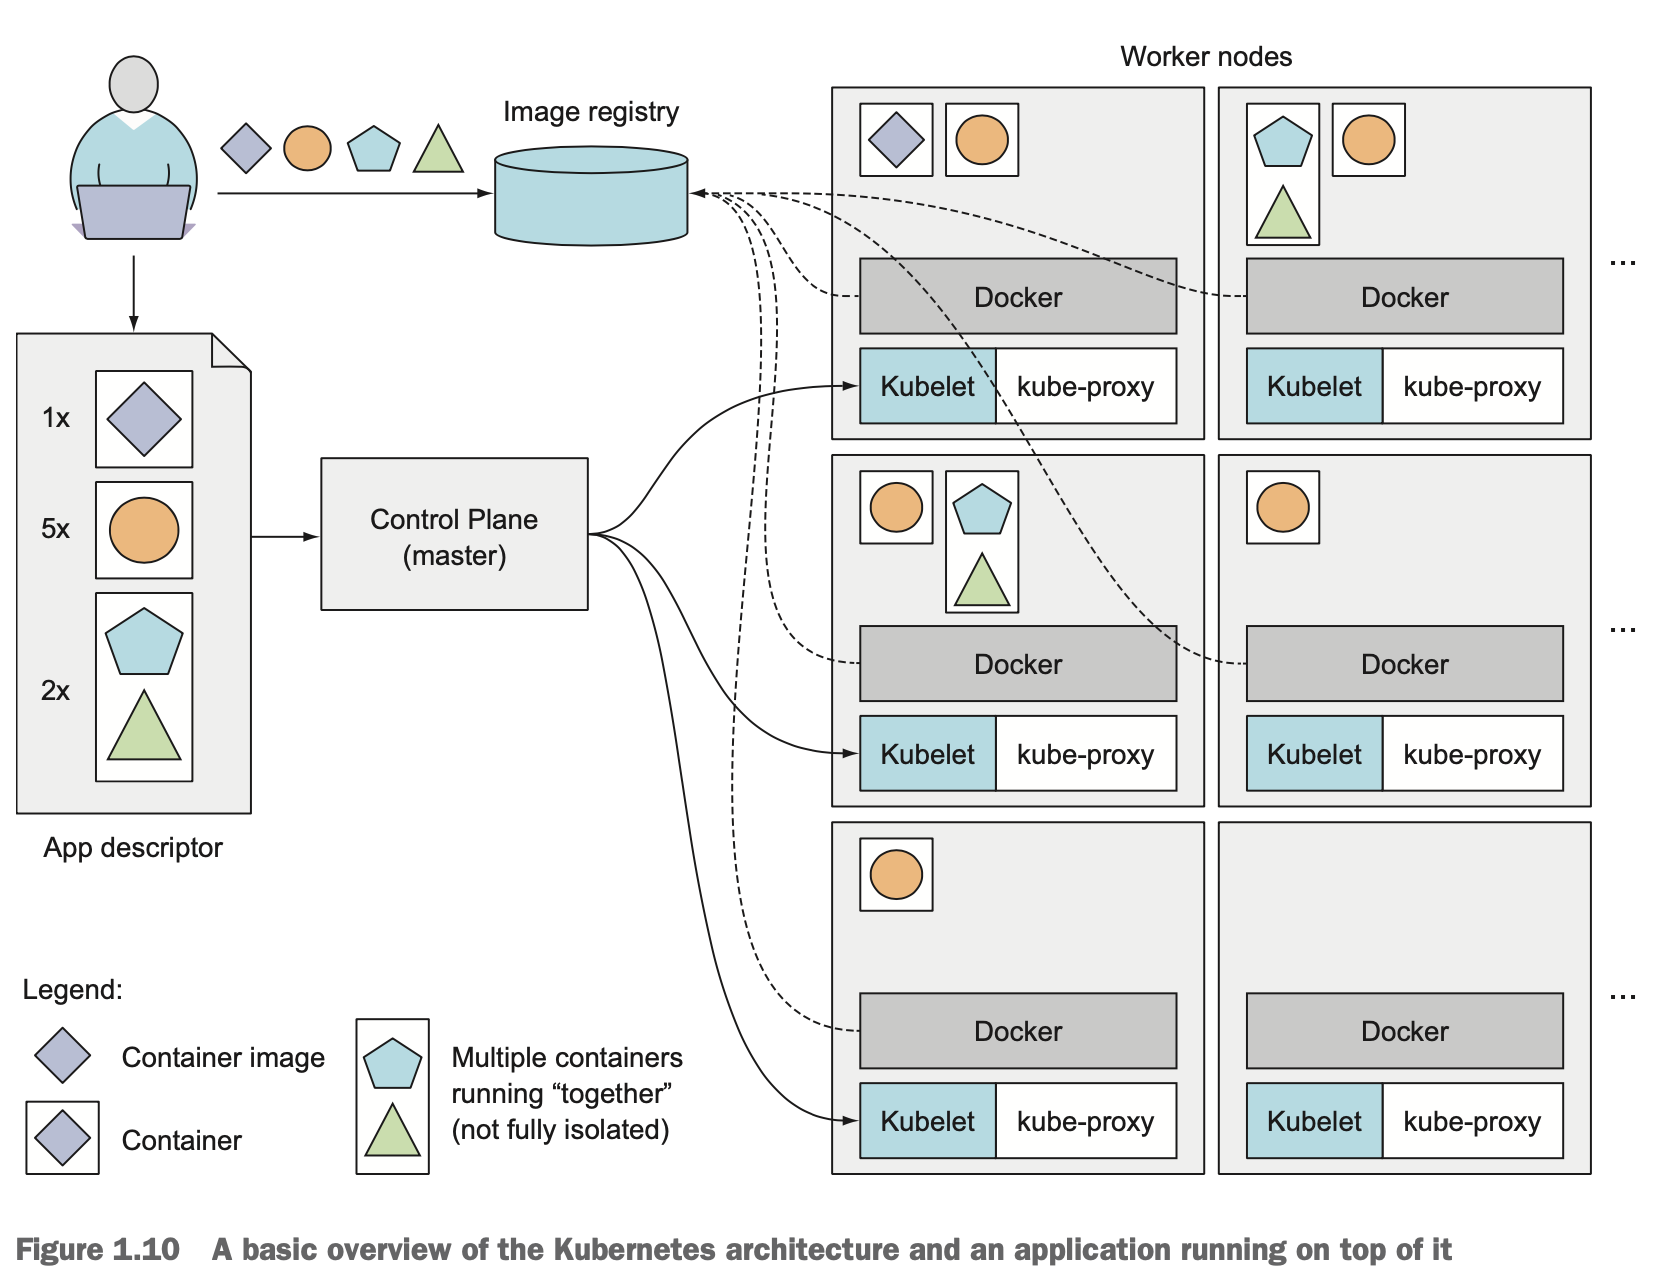 Worker nodes
Image registry
Docker
Kubelet
kube-proxy
Docker
Kubelet
kube-proxy
...
1x
5x
2x
App descriptor
Control Plane
(master)
Docker
Kubelet
kube-proxy
Docker
Kubelet
kube-proxy
...
Docker
Kubelet
kube-proxy
Docker
Kubelet
kube-proxy
...
Legend:
Container image
Container
Multiple containers
running “together”
(not fully isolated)
Figure 1.10 A basic overview of the Kubernetes architecture and an application running on top of it